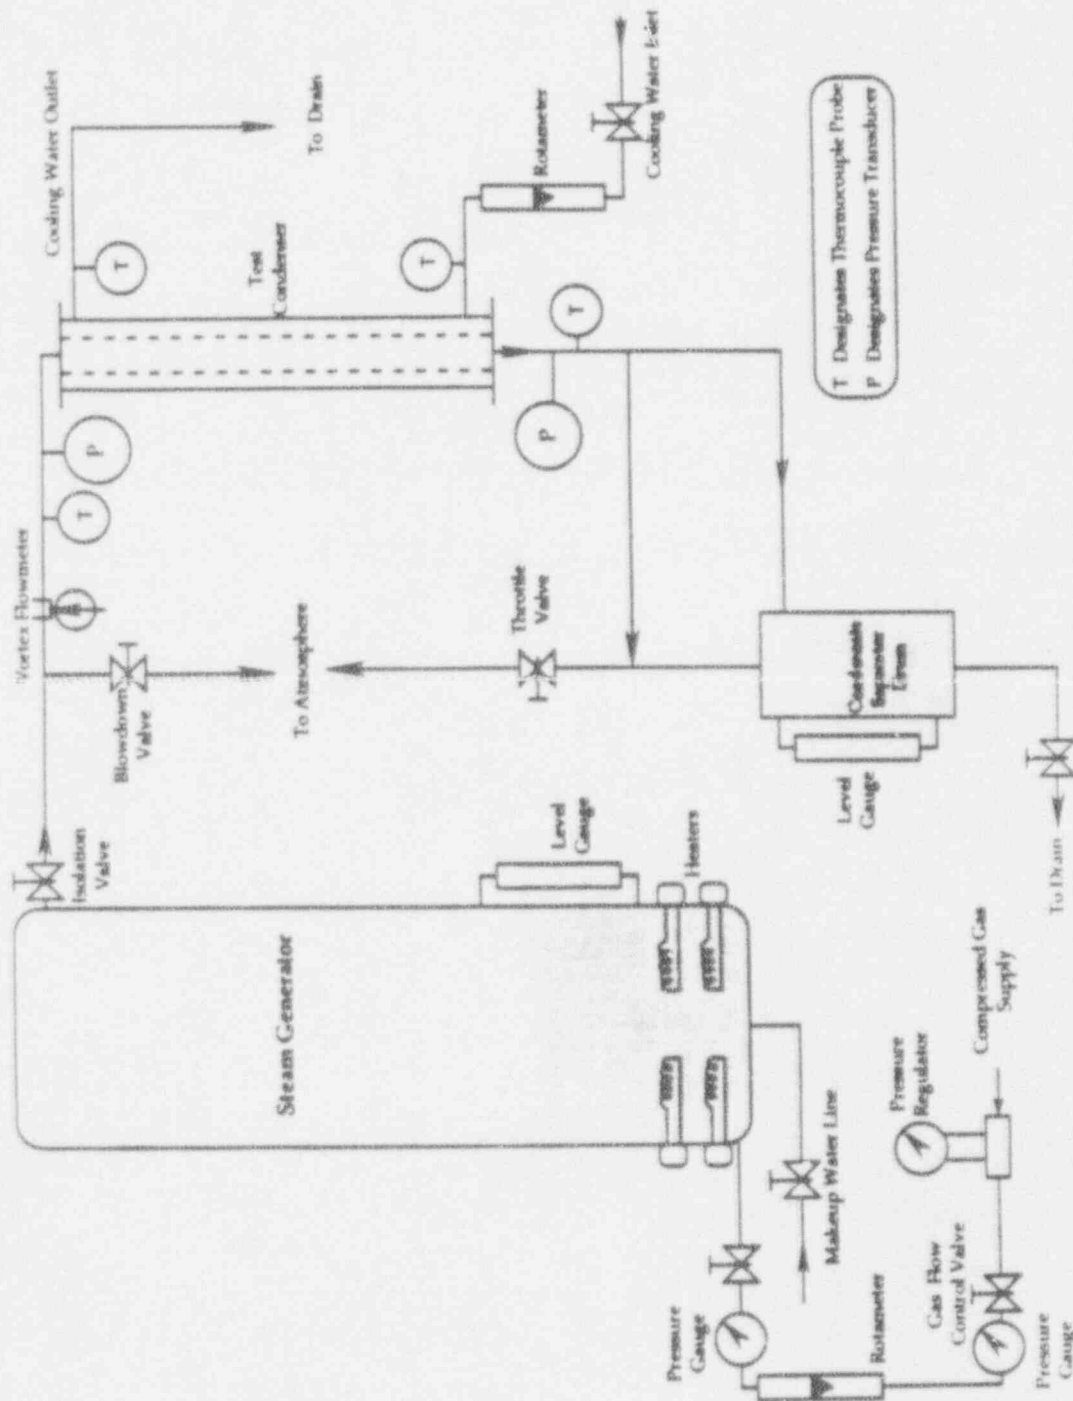 Cooling Water Outlet
To Drain
Test
Condenser
Rotameter
Cooling Water Inlet
T
T
T
P
T
P
T Designates Thermocouple Probe
P Designates Pressure Transducer
Vortex Flowmeter
Blowdown
Valve
To Atmosphere
Throttle
Valve
Condensate
Separator
Drum
Level
Gauge
To Drain
Isolation
Valve
Steam Generator
Level
Gauge
Heaters
Makeup Water Line
Pressure
Gauge
Rotameter
Gas Flow
Control Valve
Pressure
Gauge
Pressure
Regulator
Compressed Gas
Supply